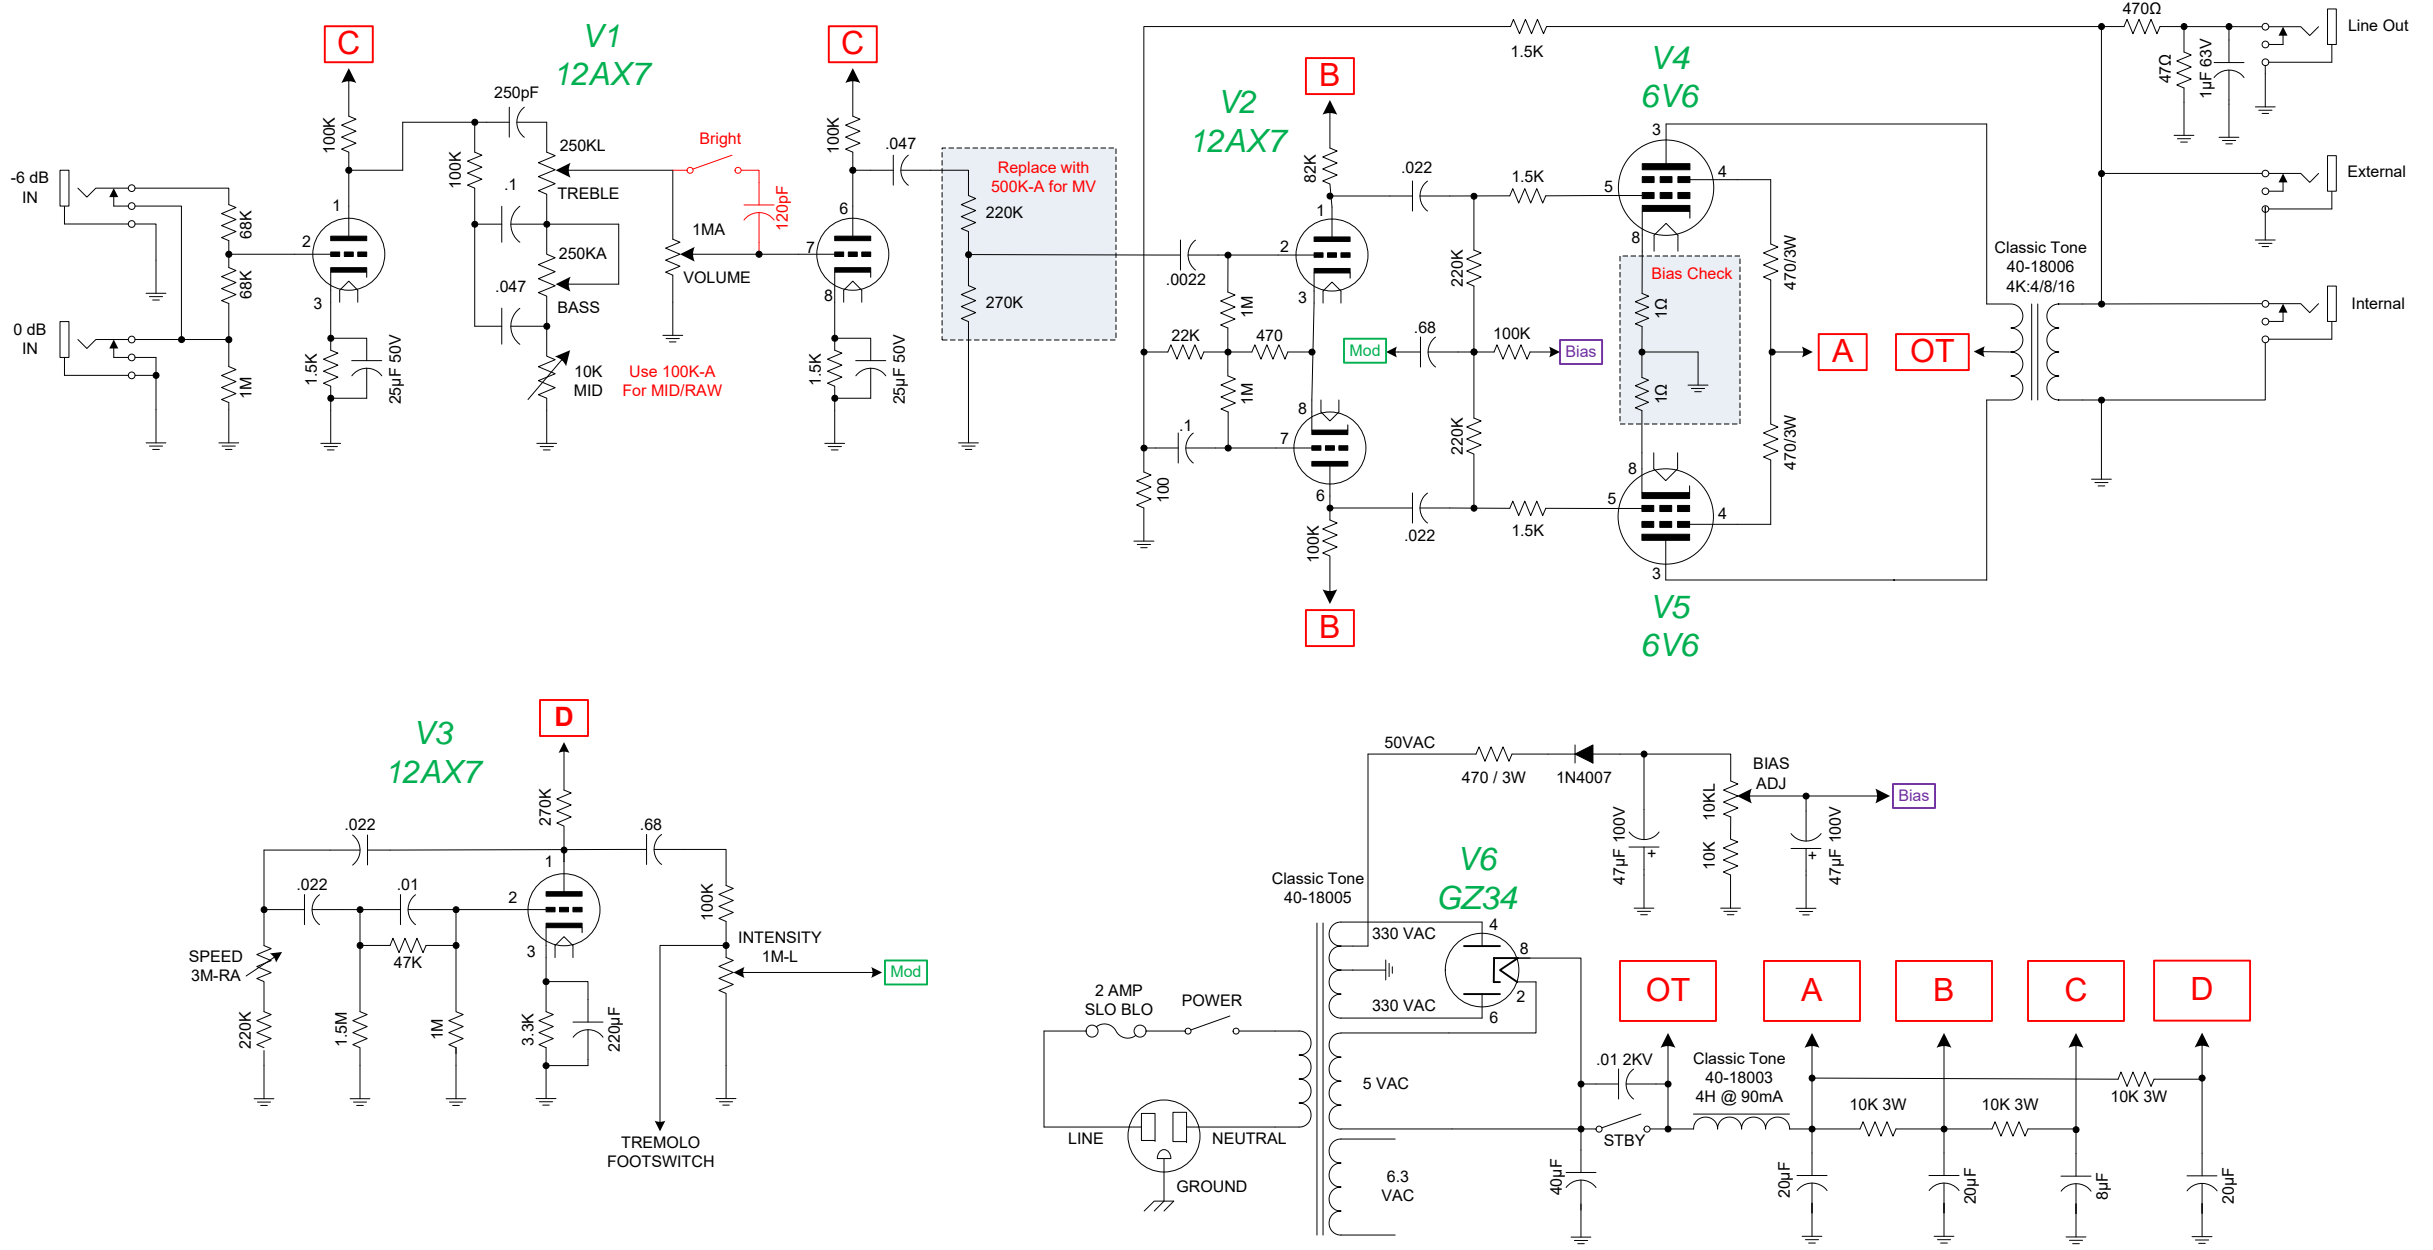 C
V1
12AX7
C
100K
250pF
250KL
TREBLE
100K
.1
250KA
BASS
.047
10K
MID
Use 100K-A
For MID/RAW
-6 dB
IN
0 dB
IN
68K
68K
1M
1
2
3
1.5K
25µF 50V
Bright
120pF
1MA
VOLUME
100K
6
7
8
1.5K
25µF 50V
.047
Replace with
500K-A for MV
220K
270K
V2
12AX7
B
82K
1
2
3
.0022
1M
22K
470
1M
.1
100
8
7
6
100K
B
1.5K
.022
220K
1.5K
Mod
.68
100K
Bias
220K
.022
1.5K
V4
6V6
3
4
5
8
Bias Check
1Ω
1Ω
8
5
4
3
V5
6V6
470/3W
470/3W
A
OT
Classic Tone
40-18006
4K:4/8/16
470Ω
47Ω
1µF 63V
Line Out
External
Internal
V3
12AX7
D
270K
.022
.68
1
2
3
.022
.01
47K
SPEED
3M-RA
220K
1.5M
1M
3.3K
220µF
100K
INTENSITY
1M-L
Mod
TREMOLO
FOOTSWITCH
50VAC
470 / 3W
1N4007
BIAS
ADJ
10KL
10K
47µF 100V
+
47µF 100V
+
Bias
V6
GZ34
Classic Tone
40-18005
330 VAC
330 VAC
4
8
2
6
5 VAC
6.3
VAC
2 AMP
SLO BLO
POWER
LINE
NEUTRAL
GROUND
.01 2KV
STBY
40µF
OT
A
B
C
D
Classic Tone
40-18003
4H @ 90mA
10K 3W
10K 3W
10K 3W
20µF
20µF
8µF
20µF